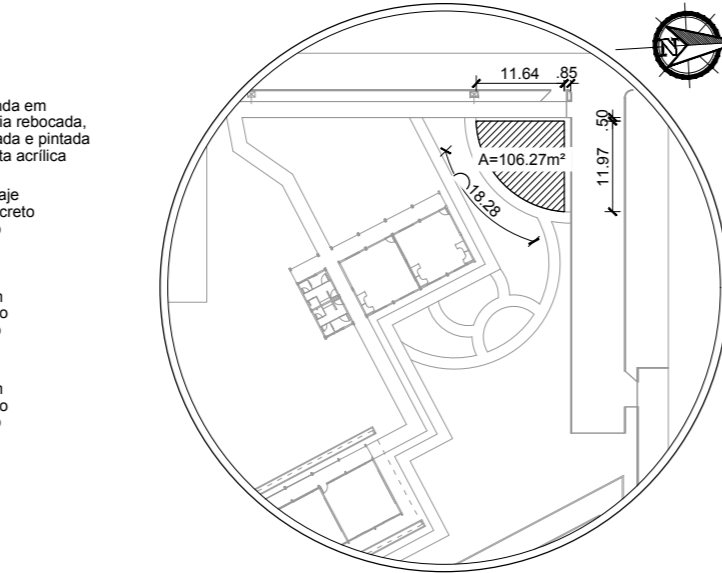 nda em
ia rebocada,
ada e pintada
ta acrílica
aje
creto
o
n
o
o
n
o
o
N
11.64 .85
.50
11.97
A=106.27m²
18.28